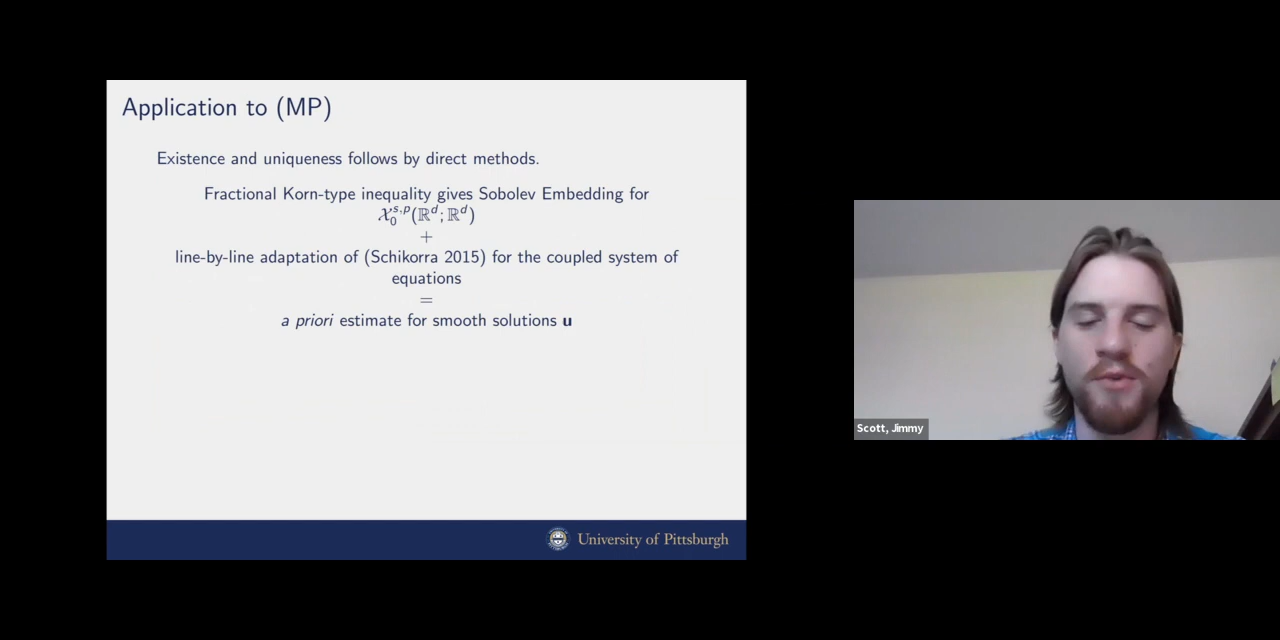 Application to (MP)
Existence and uniqueness follows by direct methods.
Fractional Korn-type inequality gives Sobolev Embedding for
𝒳₀^{s,p}(ℝ^d; ℝ^d)
+
line-by-line adaptation of (Schikorra 2015) for the coupled system of
equations
=
a priori estimate for smooth solutions u
University of Pittsburgh
Scott, Jimmy